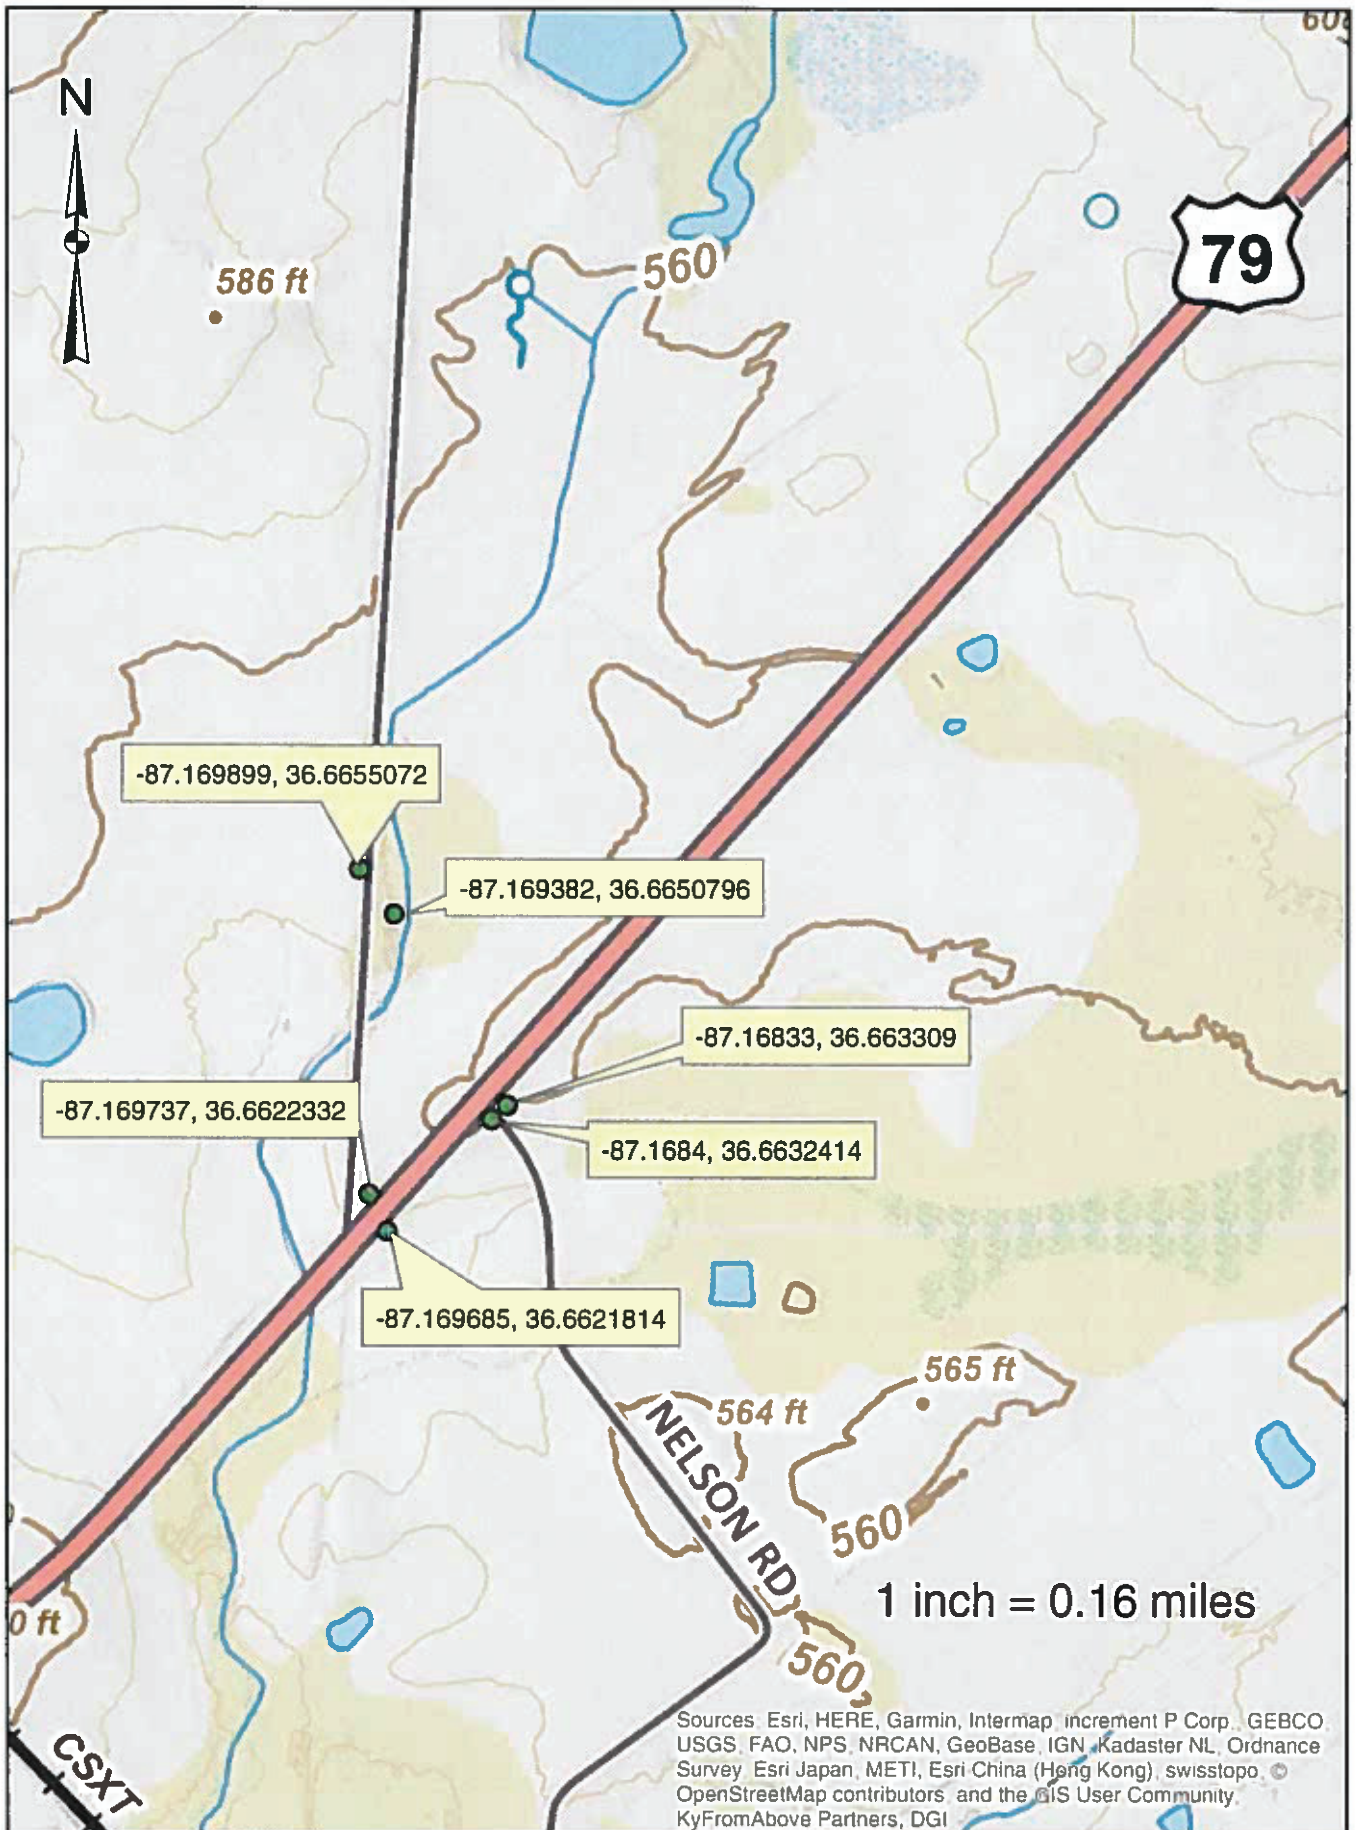 60
N
79
560
586 ft
-87.169899, 36.6655072
-87.169382, 36.6650796
-87.16833, 36.663309
-87.169737, 36.6622332
-87.1684, 36.6632414
-87.169685, 36.6621814
565 ft
564 ft
NELSON RD
560
1 inch = 0.16 miles
0 ft
560
CSXT
Sources: Esri, HERE, Garmin, Intermap, increment P Corp., GEBCO,
USGS, FAO, NPS, NRCAN, GeoBase, IGN, Kadaster NL, Ordnance
Survey, Esri Japan, METI, Esri China (Hong Kong), swisstopo, ©
OpenStreetMap contributors, and the GIS User Community,
KyFromAbove Partners, DGI